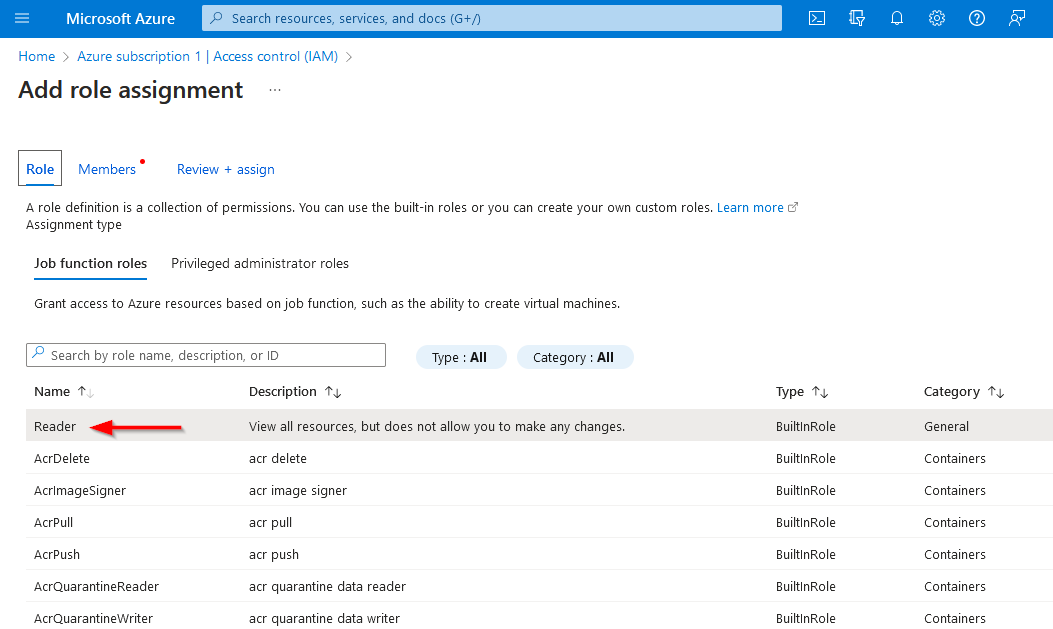 Microsoft Azure
Search resources, services, and docs (G+/)
Home > Azure subscription 1 | Access control (IAM) >
Add role assignment ...
Role Members Review + assign
A role definition is a collection of permissions. You can use the built-in roles or you can create your own custom roles. Learn more
Assignment type
Job function roles Privileged administrator roles
Grant access to Azure resources based on job function, such as the ability to create virtual machines.
Search by role name, description, or ID Type : All Category : All
Name ↑↓ Description ↑↓ Type ↑↓ Category ↑↓
Reader View all resources, but does not allow you to make any changes. BuiltInRole General
AcrDelete acr delete BuiltInRole Containers
AcrImageSigner acr image signer BuiltInRole Containers
AcrPull acr pull BuiltInRole Containers
AcrPush acr push BuiltInRole Containers
AcrQuarantineReader acr quarantine data reader BuiltInRole Containers
AcrQuarantineWriter acr quarantine data writer BuiltInRole Containers